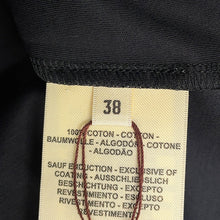 38
100% COTON - COTTON -
BAUMWOLLE - ALGODÓN - COTONE
- ALGODÃO
SAUF ENDUCTION - EXCLUSIVE OF
COATING - AUSSCHLIESSLICH
BESCHICHTUNG - EXCEPTO
REVESTIMIENTO - ESCLUSO
RIVESTIMENTO - EXCEPTO
REVESTIMENTO